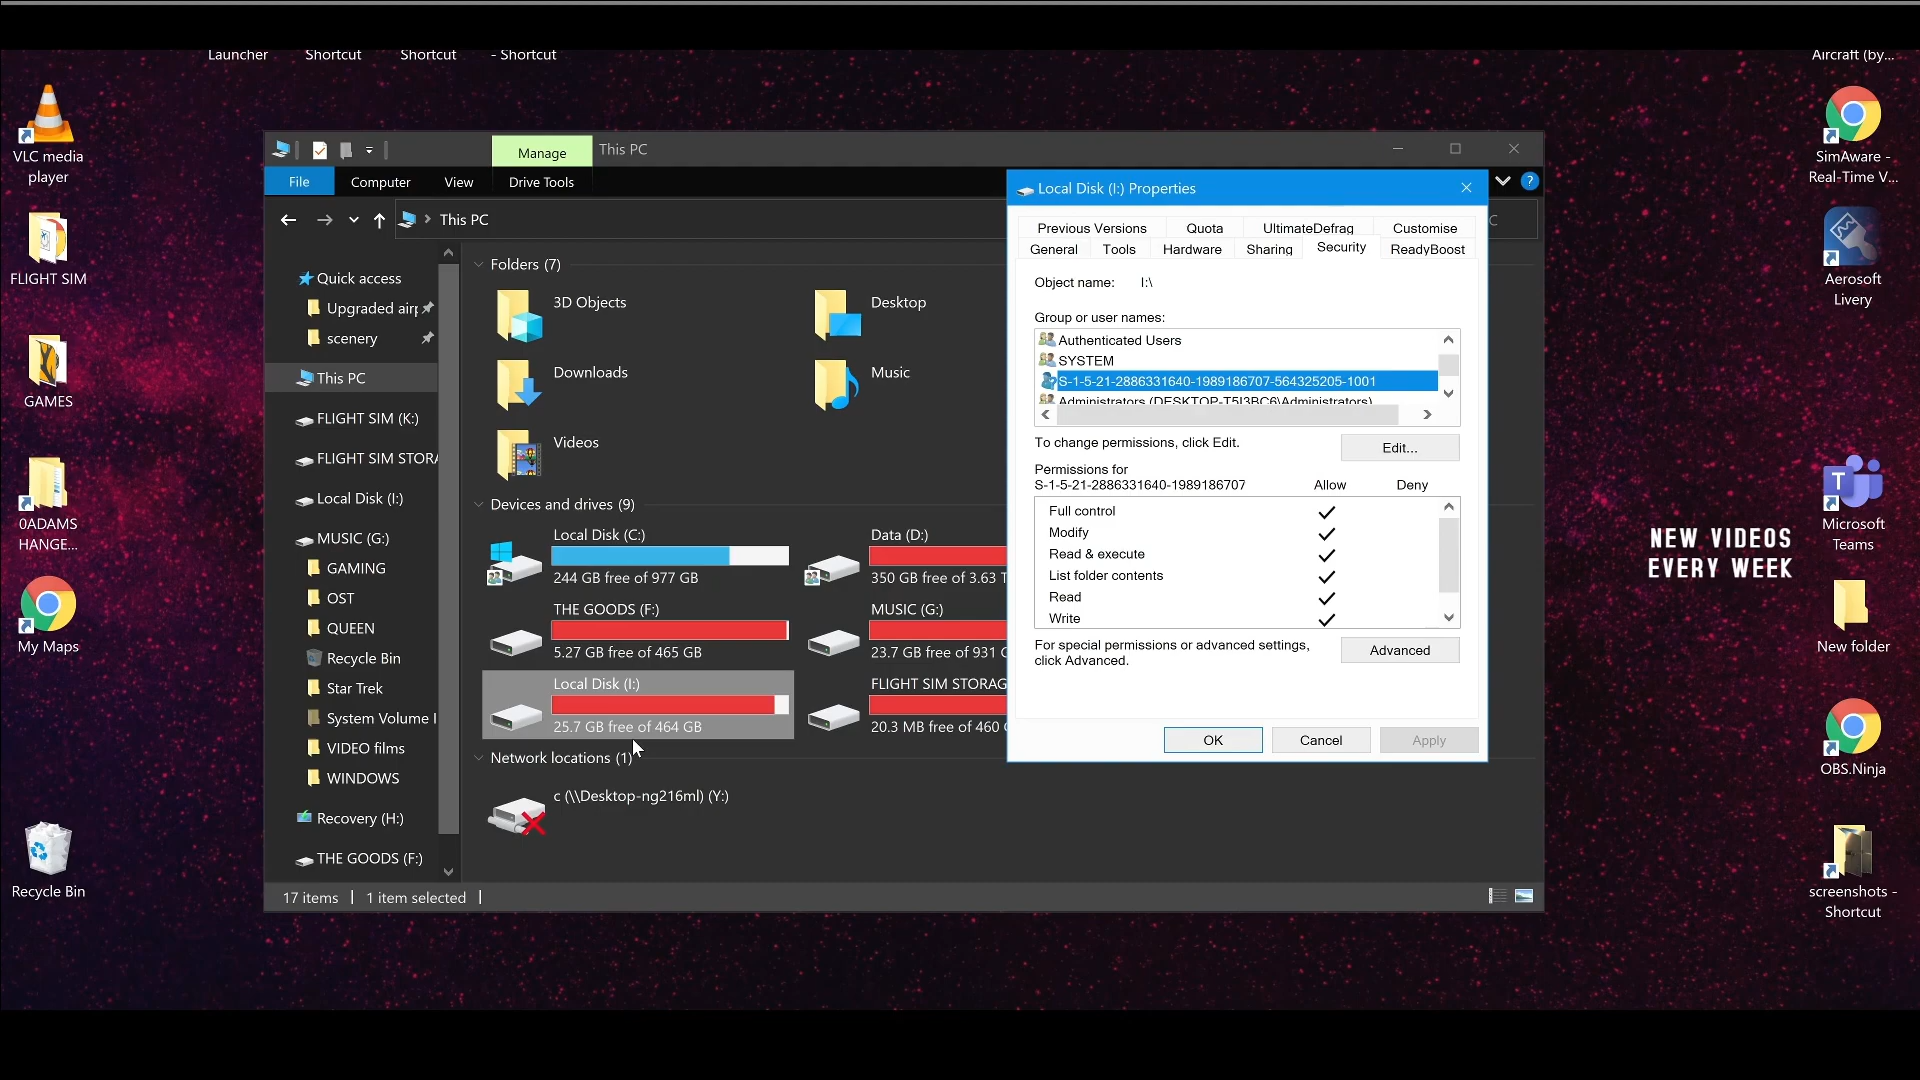 Launcher
Shortcut
Shortcut
- Shortcut
Aircraft (by...
VLC media
player
FLIGHT SIM
GAMES
0ADAMS
HANGE...
My Maps
Recycle Bin
Manage
This PC
File
Computer
View
Drive Tools
This PC
Quick access
Upgraded air
scenery
This PC
FLIGHT SIM (K:)
FLIGHT SIM STORA
Local Disk (I:)
MUSIC (G:)
GAMING
OST
QUEEN
Recycle Bin
Star Trek
System Volume I
VIDEO films
WINDOWS
Recovery (H:)
THE GOODS (F:)
Folders (7)
3D Objects
Desktop
Downloads
Music
Videos
Devices and drives (9)
Local Disk (C:)
244 GB free of 977 GB
Data (D:)
350 GB free of 3.63 T
THE GOODS (F:)
5.27 GB free of 465 GB
MUSIC (G:)
23.7 GB free of 931 G
Local Disk (I:)
25.7 GB free of 464 GB
FLIGHT SIM STORAG
20.3 MB free of 460 G
Network locations (1)
c (\\Desktop-ng216ml) (Y:)
17 items
1 item selected
Local Disk (I:) Properties
Previous Versions
Quota
UltimateDefrag
Customise
General
Tools
Hardware
Sharing
Security
ReadyBoost
Object name: I:\
Group or user names:
Authenticated Users
SYSTEM
S-1-5-21-2886331640-1989186707-564325205-1001
Administrators (DESKTOP-T5I3BC6\Administrators)
To change permissions, click Edit.
Edit...
Permissions for
S-1-5-21-2886331640-1989186707
Allow
Deny
Full control
Modify
Read & execute
List folder contents
Read
Write
For special permissions or advanced settings,
click Advanced.
Advanced
OK
Cancel
Apply
SimAware -
Real-Time V...
Aerosoft
Livery
Microsoft
Teams
NEW VIDEOS
EVERY WEEK
New folder
OBS.Ninja
screenshots -
Shortcut